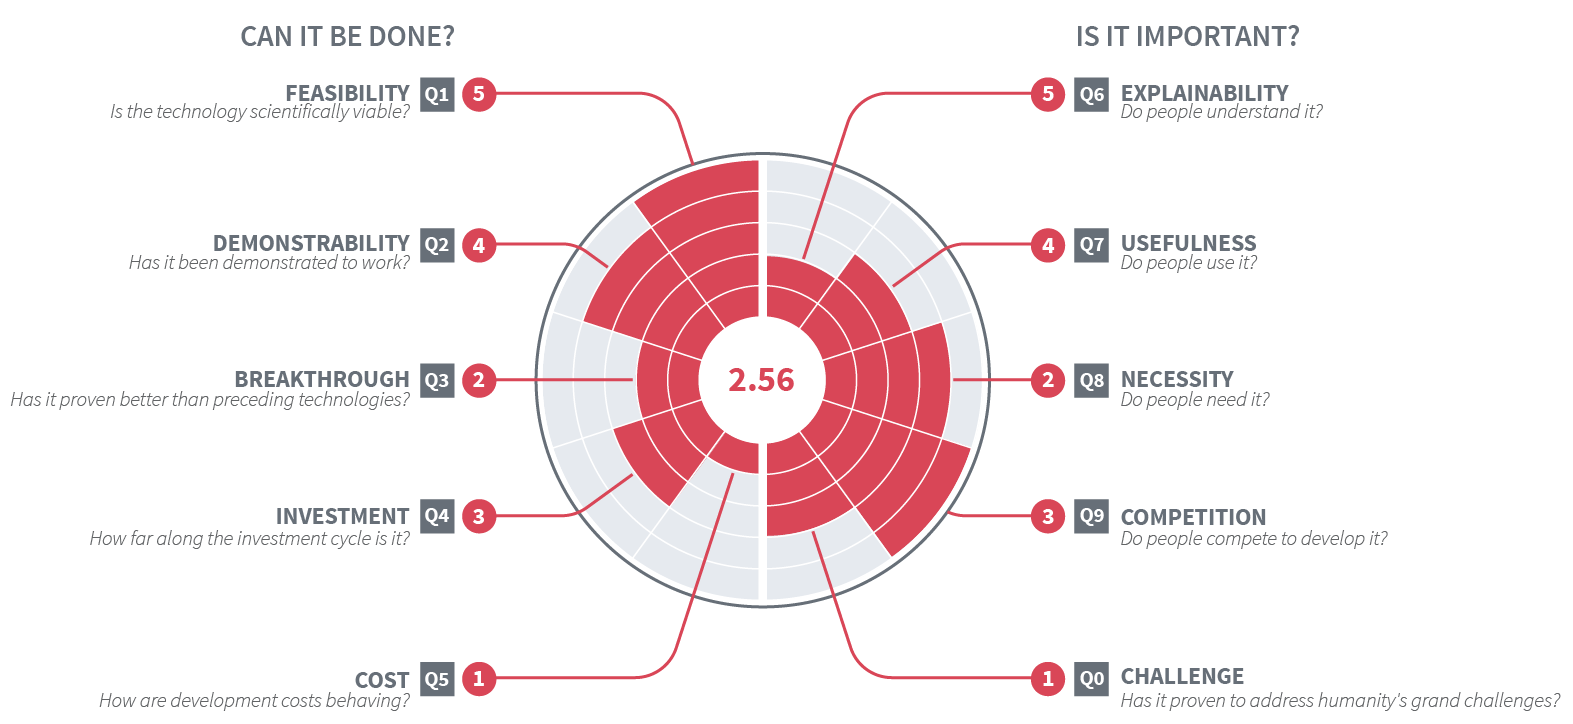 CAN IT BE DONE?
FEASIBILITY Q1 5
Is the technology scientifically viable?
DEMONSTRABILITY Q2 4
Has it been demonstrated to work?
BREAKTHROUGH Q3 2
Has it proven better than preceding technologies?
INVESTMENT Q4 3
How far along the investment cycle is it?
COST Q5 1
How are development costs behaving?
2.56
IS IT IMPORTANT?
5 Q6 EXPLAINABILITY
Do people understand it?
4 Q7 USEFULNESS
Do people use it?
2 Q8 NECESSITY
Do people need it?
3 Q9 COMPETITION
Do people compete to develop it?
1 Q0 CHALLENGE
Has it proven to address humanity's grand challenges?